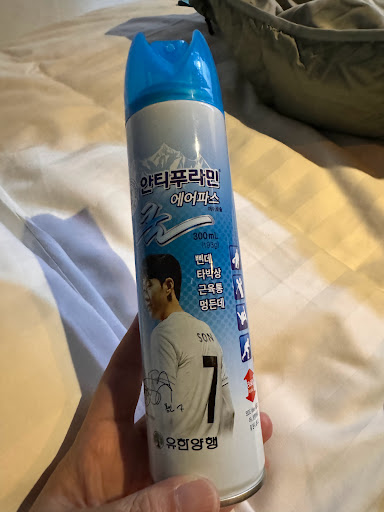 안티푸라민
에어파스
쿨
300mL
(193g)
삔데
타박상
근육통
멍든데
SON
7
유한양행